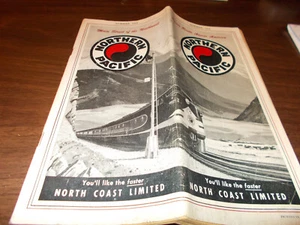 NORTHERN
PACIFIC
You'll like the faster
NORTH COAST LIMITED
NORTHERN
PACIFIC
You'll like the faster
NORTH COAST LIMITED